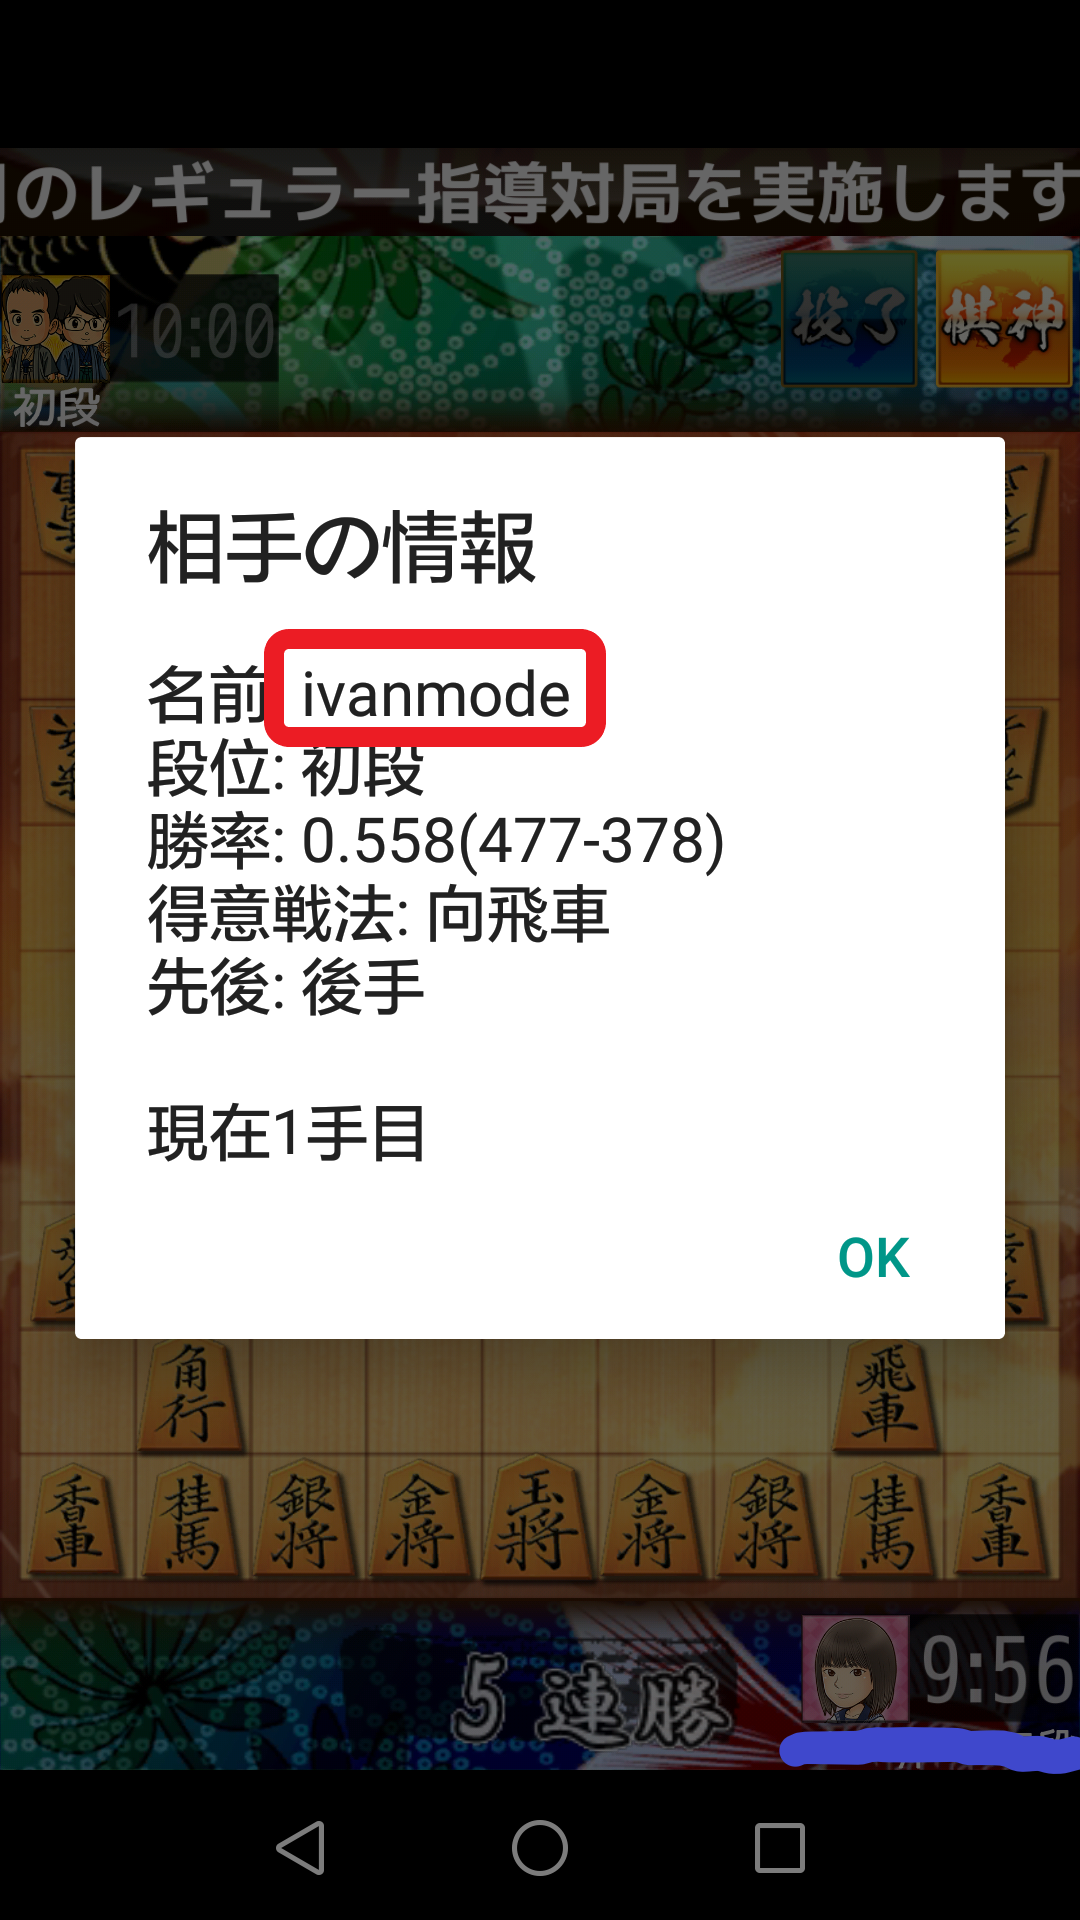 のレギュラー指導対局を実施します
10:00
投了
棋神
初段
相手の情報
名前 ivanmode
段位: 初段
勝率: 0.558(477-378)
得意戦法: 向飛車
先後: 後手
現在1手目
OK
角行
飛車
香車 桂馬 銀将 金将 玉将 金将 銀将 桂馬 香車
5連勝
9:56